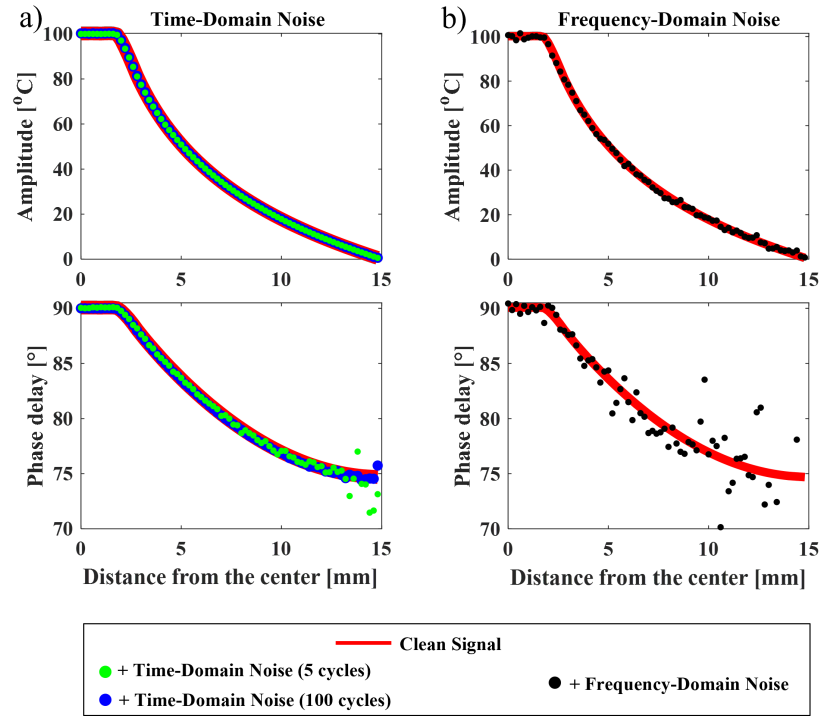 a)
Time-Domain Noise
b)
Frequency-Domain Noise
Amplitude [°C]
100
80
60
40
20
0
0
5
10
15
Amplitude [°C]
100
80
60
40
20
0
0
5
10
15
Phase delay [°]
90
85
80
75
70
0
5
10
15
Distance from the center [mm]
Phase delay [°]
90
85
80
75
70
0
5
10
15
Distance from the center [mm]
Clean Signal
+ Time-Domain Noise (5 cycles)
+ Time-Domain Noise (100 cycles)
+ Frequency-Domain Noise